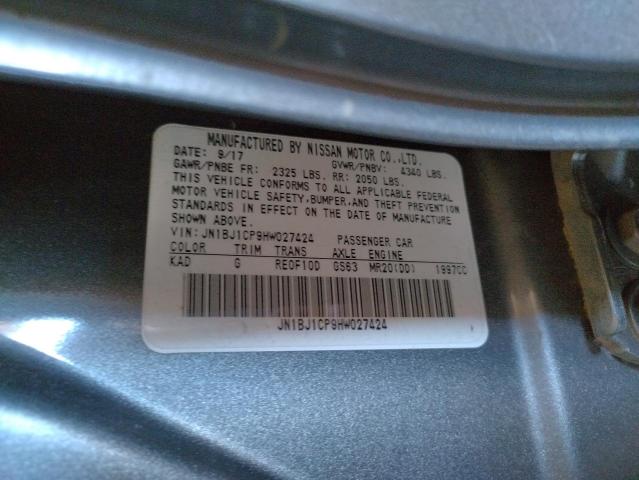 MANUFACTURED BY NISSAN MOTOR CO.,LTD.
DATE: 9/17 GVWR/PNBV: 4340 LBS.
GAWR/PNBE FR: 2325 LBS. RR: 2050 LBS.
THIS VEHICLE CONFORMS TO ALL APPLICABLE FEDERAL
MOTOR VEHICLE SAFETY,BUMPER,AND THEFT PREVENTION
STANDARDS IN EFFECT ON THE DATE OF MANUFACTURE
SHOWN ABOVE.
VIN: JN1BJ1CP9HW027424 PASSENGER CAR
COLOR TRIM TRANS AXLE ENGINE
KAD G RE0F10D GS63 MR20(DD) 1997CC
JN1BJ1CP9HW027424